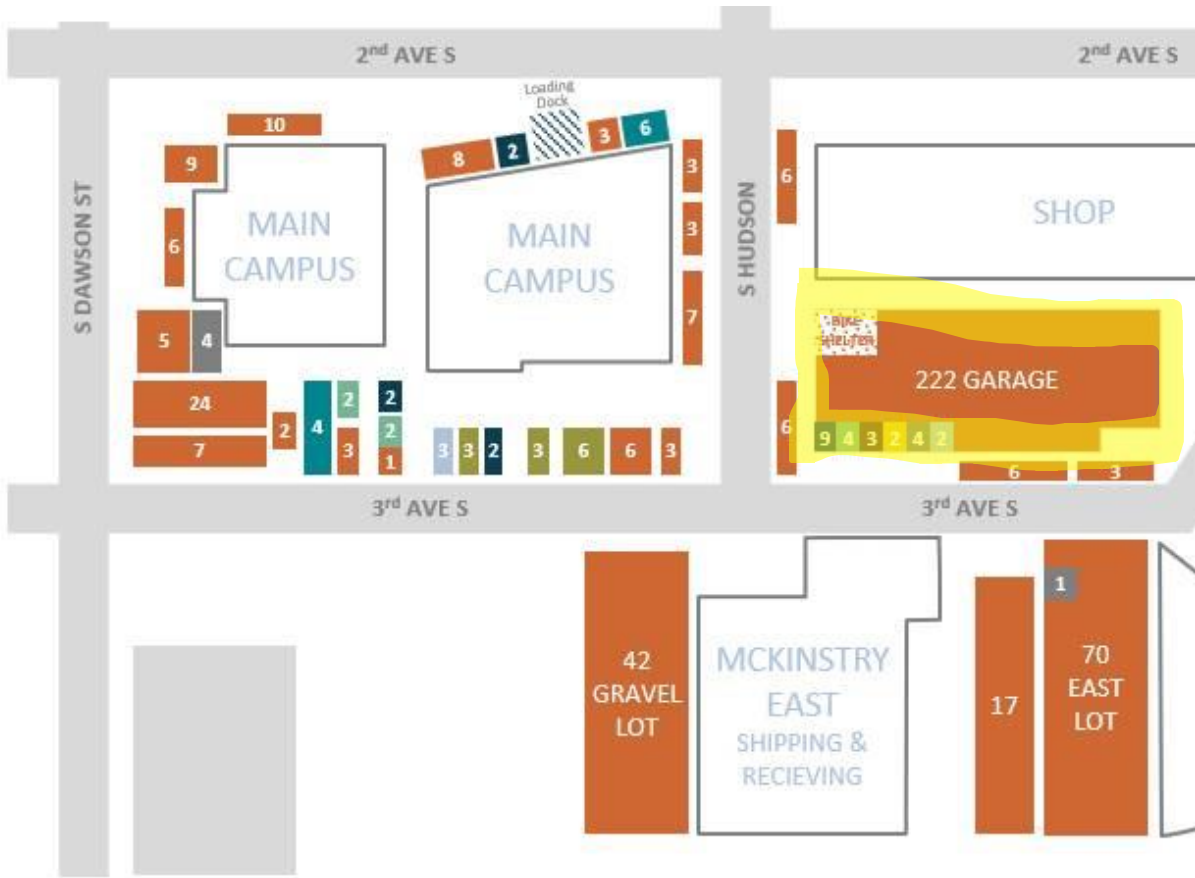 2nd AVE S
2nd AVE S
S DAWSON ST
S HUDSON
Loading
Dock
10
9
8
2
3
6
3
6
6
3
7
5
4
MAIN
CAMPUS
MAIN
CAMPUS
SHOP
BIKE
SHELTER
222 GARAGE
24
7
2
4
2
3
2
2
1
3
3
2
3
6
6
3
6
9
4
3
2
4
2
6
3
3rd AVE S
3rd AVE S
42
GRAVEL
LOT
MCKINSTRY
EAST
SHIPPING &
RECIEVING
17
1
70
EAST
LOT